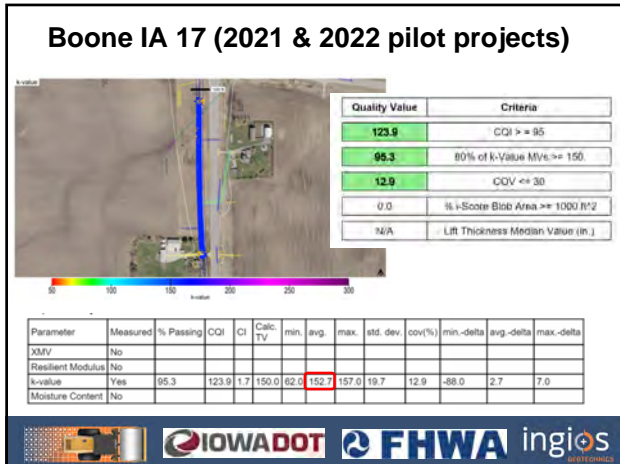 Boone IA 17 (2021 & 2022 pilot projects)
k-value
Quality Value Criteria
123.9 CQI > = 95
95.3 80% of k-Value MVs >= 150
12.9 COV <= 30
0.0 % i-Score Blob Area >= 1000 ft^2
N/A Lift Thickness Median Value (in.)
50 100 150 200 250 300
k-value
Parameter Measured % Passing CQI CI Calc. TV min. avg. max. std. dev. cov(%) min.-delta avg.-delta max.-delta
XMV No
Resilient Modulus No
k-value Yes 95.3 123.9 1.7 150.0 62.0 152.7 157.0 19.7 12.9 -88.0 2.7 7.0
Moisture Content No
IOWADOT FHWA ingios
GEOTECHNICS